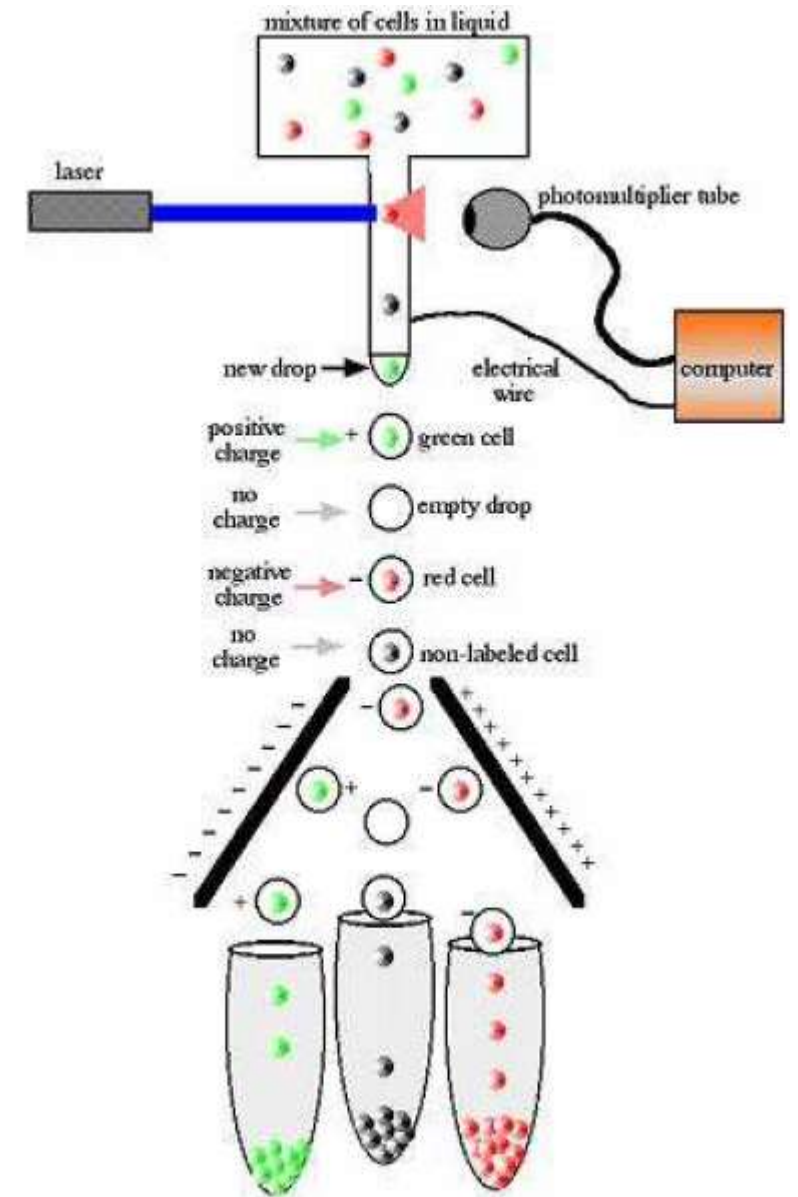 mixture of cells in liquid
laser
photomultiplier tube
new drop
electrical
wire
computer
positive
charge
+
green cell
no
charge
empty drop
negative
charge
−
red cell
no
charge
non-labeled cell
− − − − − − − − −
−
+ + + + + + + + + + +
+
−
+
−